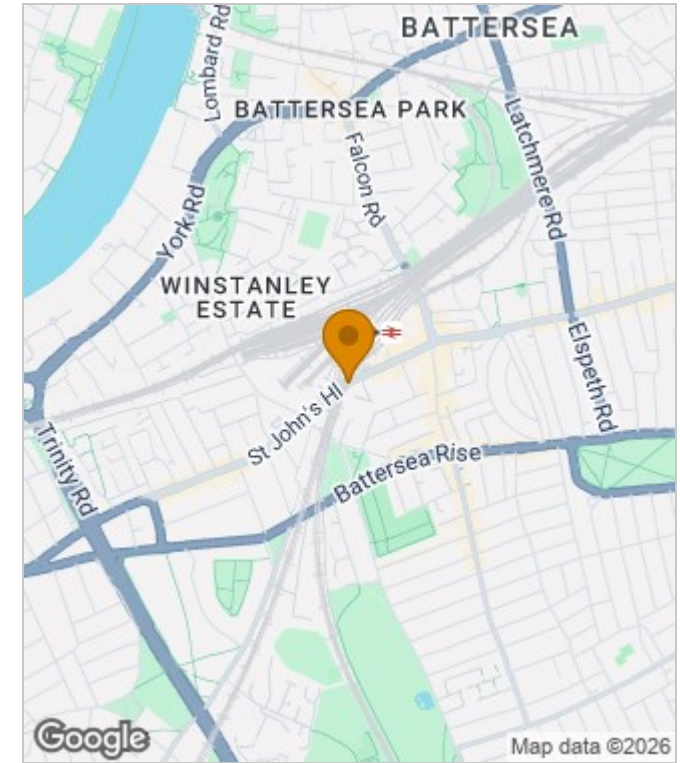 BATTERSEA
Lombard Rd
BATTERSEA PARK
Latchmere Rd
Falcon Rd
York Rd
WINSTANLEY
ESTATE
Elspeth Rd
St John's Hl
Trinity Rd
Battersea Rise
Google
Map data ©2026